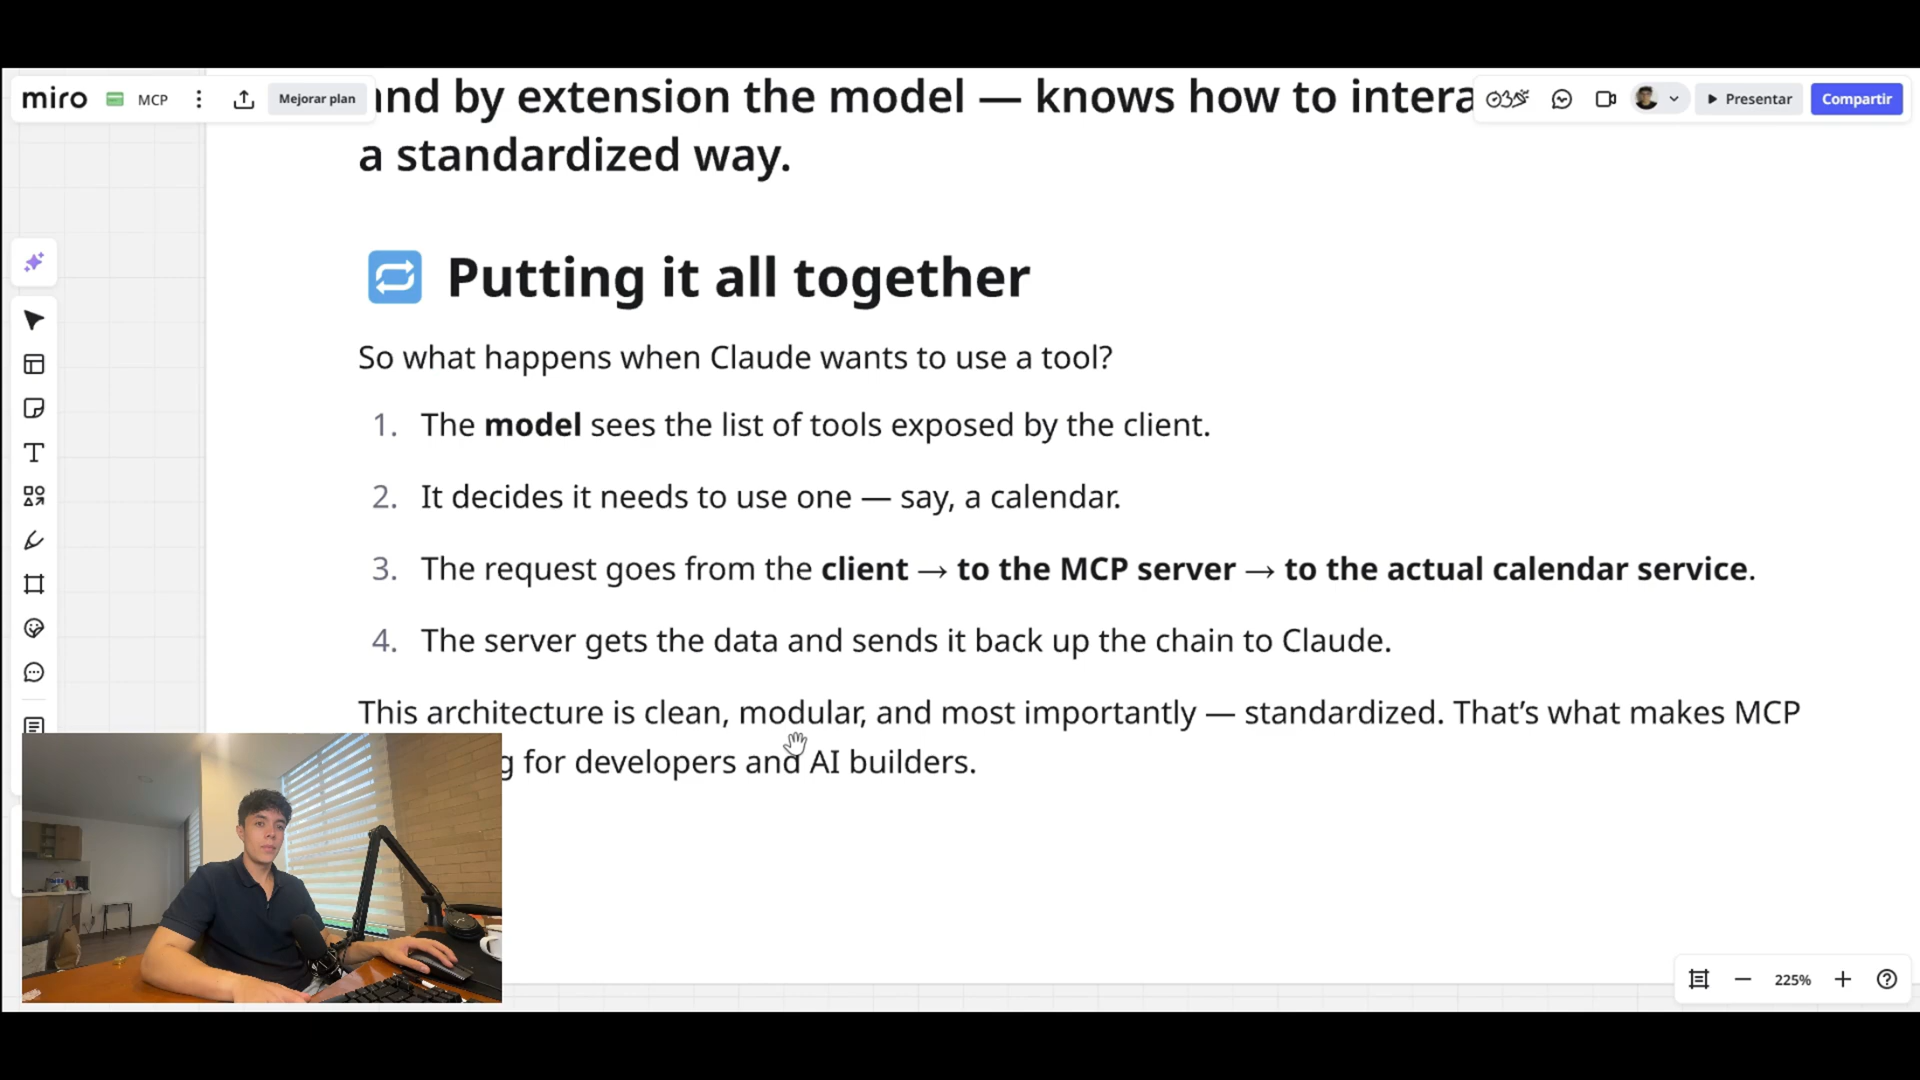 miro MCP Mejorar plan
and by extension the model — knows how to intera
Presentar Compartir
a standardized way.
Putting it all together
So what happens when Claude wants to use a tool?
1. The model sees the list of tools exposed by the client.
2. It decides it needs to use one — say, a calendar.
3. The request goes from the client → to the MCP server → to the actual calendar service.
4. The server gets the data and sends it back up the chain to Claude.
This architecture is clean, modular, and most importantly — standardized. That’s what makes MCP
g for developers and AI builders.
225%